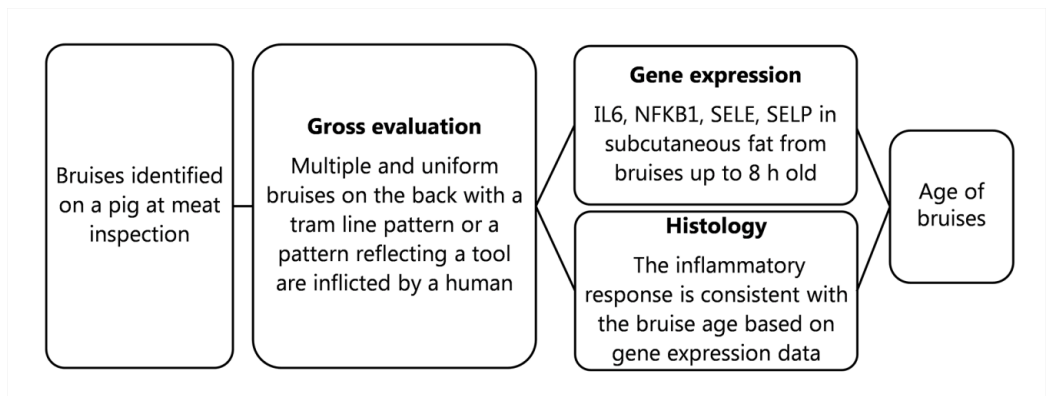 Bruises identified
on a pig at meat
inspection
Gross evaluation
Multiple and uniform
bruises on the back with a
tram line pattern or a
pattern reflecting a tool
are inflicted by a human
Gene expression
IL6, NFKB1, SELE, SELP in
subcutaneous fat from
bruises up to 8 h old
Histology
The inflammatory
response is consistent with
the bruise age based on
gene expression data
Age of
bruises